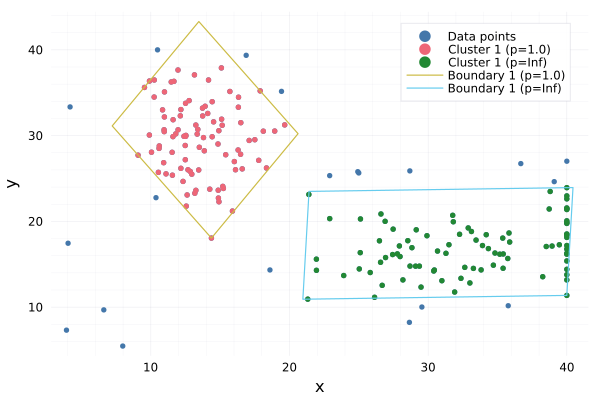 Data points
Cluster 1 (p=1.0)
Cluster 1 (p=Inf)
Boundary 1 (p=1.0)
Boundary 1 (p=Inf)
40
30
20
10
y
10 20 30 40
x